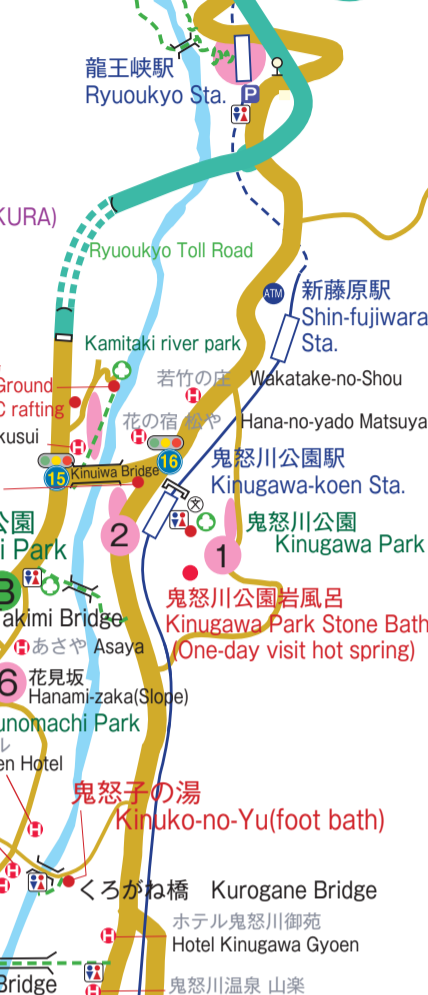 龍王峡駅
Ryuoukyo Sta.
P
KURA)
Ryuoukyo Toll Road
ATM
新藤原駅
Shin-fujiwara
Sta.
Kamitaki river park
Ground
C rafting
若竹の庄
Wakatake-no-Shou
H
kusui
H
花の宿 松や
Hana-no-yado Matsuya
H
15
Kinuiwa Bridge
16
鬼怒川公園駅
Kinugawa-koen Sta.
公園
i Park
2
1
鬼怒川公園
Kinugawa Park
3
akimi Bridge
鬼怒川公園岩風呂
Kinugawa Park Stone Bath
(One-day visit hot spring)
H あさや Asaya
6
花見坂
Hanami-zaka(Slope)
unomachi Park
ル
en Hotel
鬼怒子の湯
Kinuko-no-Yu(foot bath)
H
H
H
くろがね橋 Kurogane Bridge
ホテル鬼怒川御苑
H
Hotel Kinugawa Gyoen
Bridge
H
鬼怒川温泉 山楽